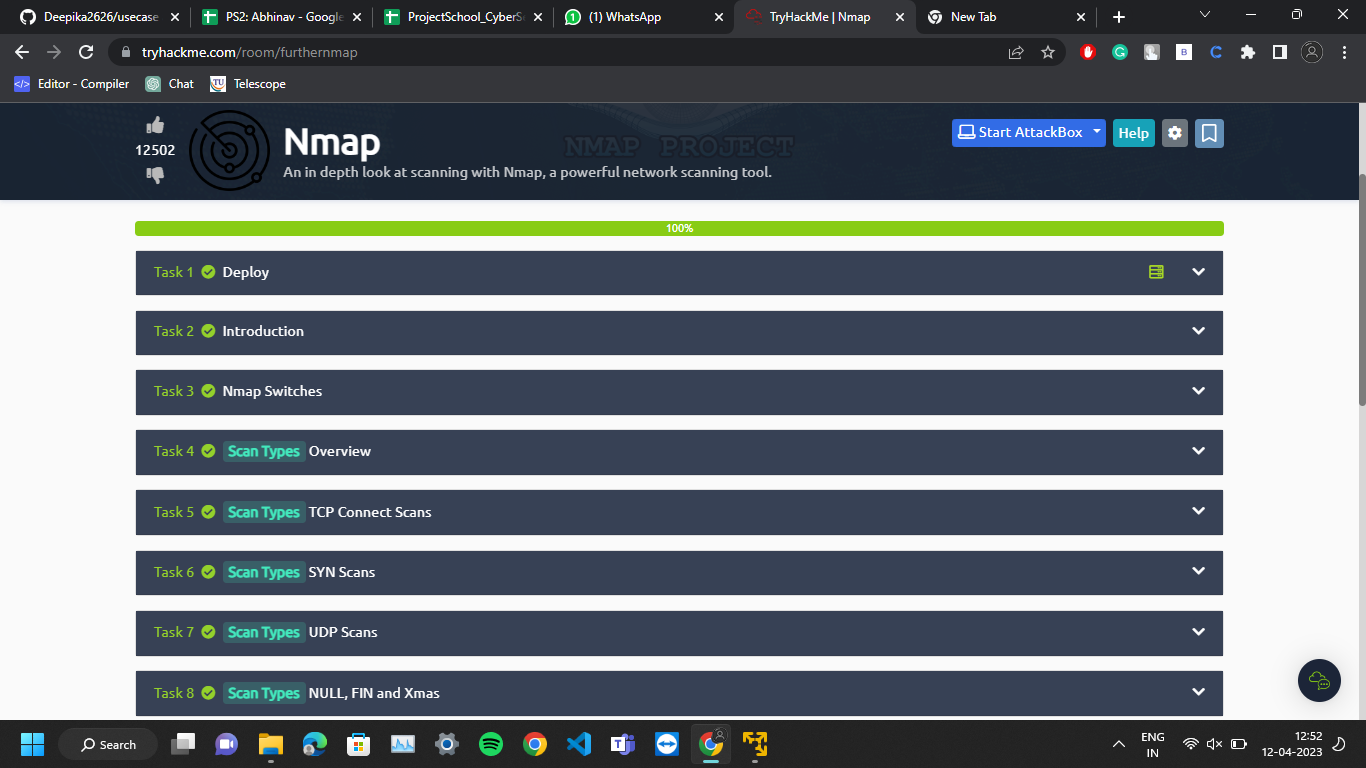 Deepika2626/usecase
PS2: Abhinav - Google
ProjectSchool_CyberSe
(1) WhatsApp
TryHackMe | Nmap
New Tab
tryhackme.com/room/furthernmap
Editor - Compiler
Chat
Telescope
12502
Nmap
NMAP PROJECT
An in depth look at scanning with Nmap, a powerful network scanning tool.
Start AttackBox
Help
100%
Task 1 Deploy
Task 2 Introduction
Task 3 Nmap Switches
Task 4 Scan Types Overview
Task 5 Scan Types TCP Connect Scans
Task 6 Scan Types SYN Scans
Task 7 Scan Types UDP Scans
Task 8 Scan Types NULL, FIN and Xmas
Search
ENG
IN
12:52
12-04-2023